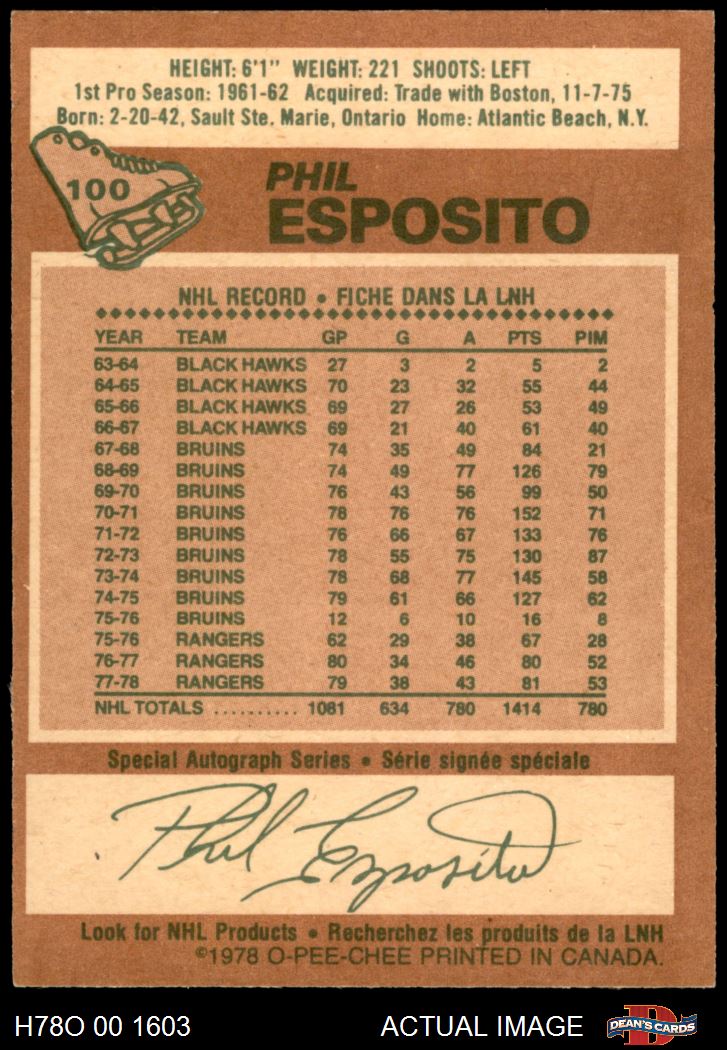 HEIGHT: 6'1" WEIGHT: 221 SHOOTS: LEFT
1st Pro Season: 1961-62 Acquired: Trade with Boston, 11-7-75
Born: 2-20-42, Sault Ste. Marie, Ontario Home: Atlantic Beach, N.Y.
100
PHIL
ESPOSITO
NHL RECORD • FICHE DANS LA LNH
YEAR TEAM GP G A PTS PIM
63-64 BLACK HAWKS 27 3 2 5 2
64-65 BLACK HAWKS 70 23 32 55 44
65-66 BLACK HAWKS 69 27 26 53 49
66-67 BLACK HAWKS 69 21 40 61 40
67-68 BRUINS 74 35 49 84 21
68-69 BRUINS 74 49 77 126 79
69-70 BRUINS 76 43 56 99 50
70-71 BRUINS 78 76 76 152 71
71-72 BRUINS 76 66 67 133 76
72-73 BRUINS 78 55 75 130 87
73-74 BRUINS 78 68 77 145 58
74-75 BRUINS 79 61 66 127 62
75-76 BRUINS 12 6 10 16 8
75-76 RANGERS 62 29 38 67 28
76-77 RANGERS 80 34 46 80 52
77-78 RANGERS 79 38 43 81 53
NHL TOTALS .......... 1081 634 780 1414 780
Special Autograph Series • Série signée spéciale
Phil Esposito
Look for NHL Products • Recherchez les produits de la LNH
©1978 O-PEE-CHEE PRINTED IN CANADA.
H78O 00 1603 ACTUAL IMAGE DEAN'S CARDS